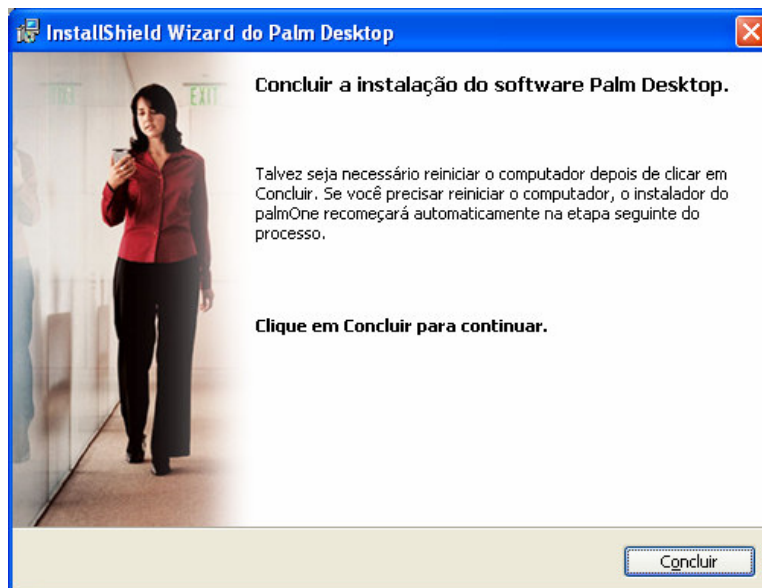 InstallShield Wizard do Palm Desktop
EXIT
Concluir a instalação do software Palm Desktop.
Talvez seja necessário reiniciar o computador depois de clicar em
Concluir. Se você precisar reiniciar o computador, o instalador do
palmOne recomeçará automaticamente na etapa seguinte do
processo.
Clique em Concluir para continuar.
Concluir